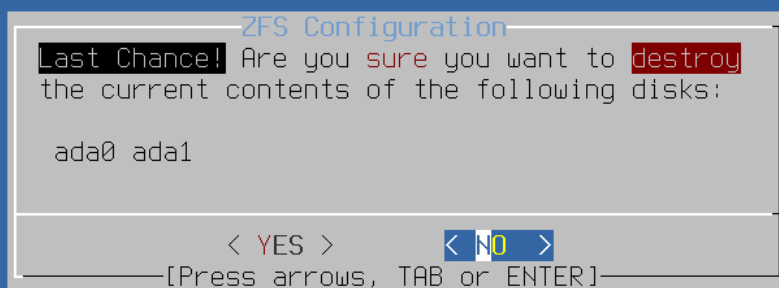 ZFS Configuration
Last Chance! Are you sure you want to destroy
the current contents of the following disks:
ada0 ada1
< YES > < NO >
[Press arrows, TAB or ENTER]